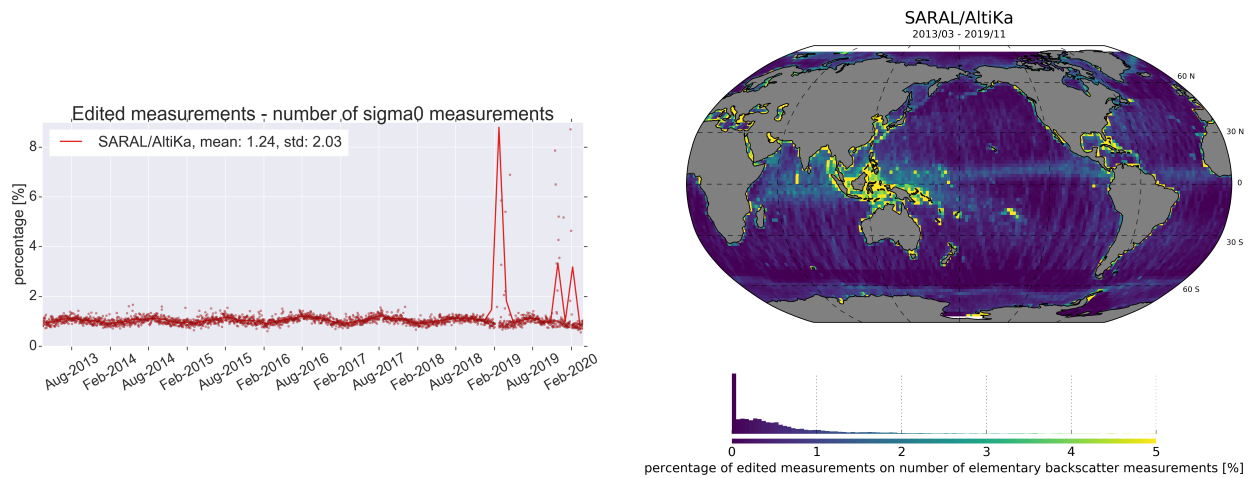 Edited measurements - number of sigma0 measurements
SARAL/AltiKa, mean: 1.24, std: 2.03
percentage [%]
8
6
4
2
0
Aug-2013 Feb-2014 Aug-2014 Feb-2015 Aug-2015 Feb-2016 Aug-2016 Feb-2017 Aug-2017 Feb-2018 Aug-2018 Feb-2019 Aug-2019 Feb-2020
SARAL/AltiKa
2013/03 - 2019/11
60 N
30 N
0
30 S
60 S
0 1 2 3 4 5
percentage of edited measurements on number of elementary backscatter measurements [%]